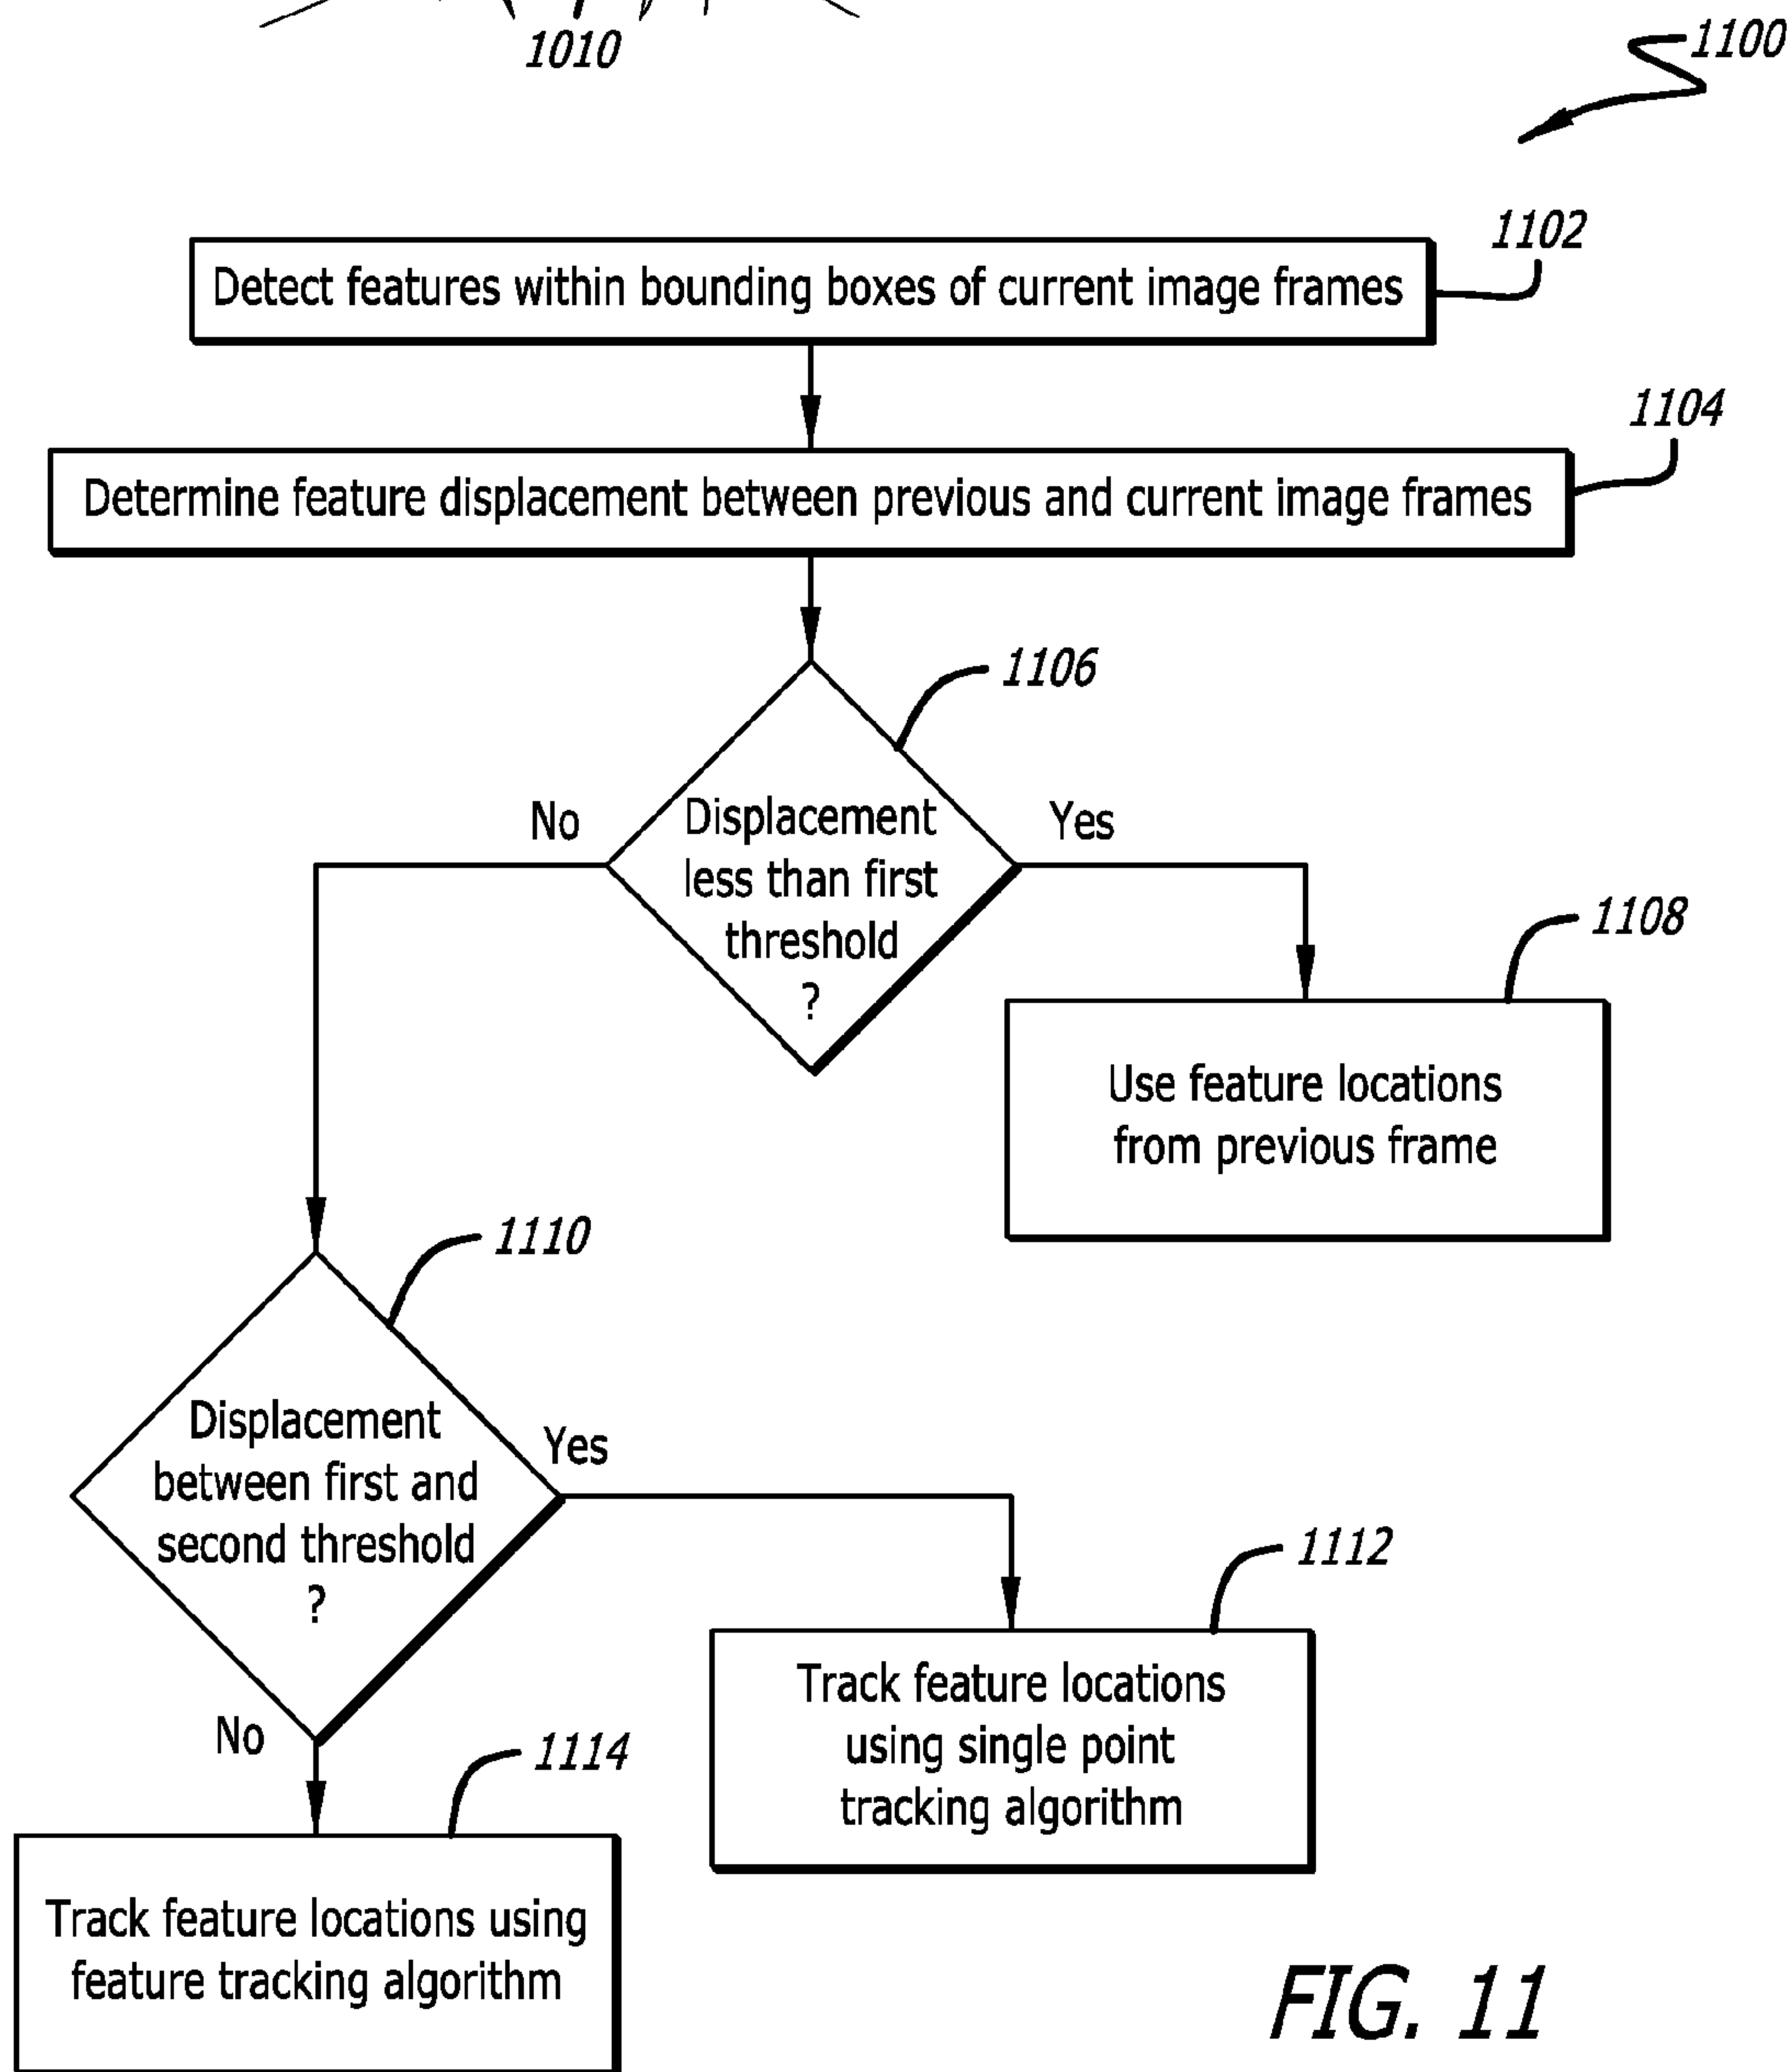 1010
1100
1102
Detect features within bounding boxes of current image frames
1104
Determine feature displacement between previous and current image frames
1106
No
Displacement
less than first
threshold
?
Yes
1108
Use feature locations
from previous frame
1110
Displacement
between first and
second threshold
?
Yes
1112
Track feature locations
using single point
tracking algorithm
No
1114
Track feature locations using
feature tracking algorithm
FIG. 11